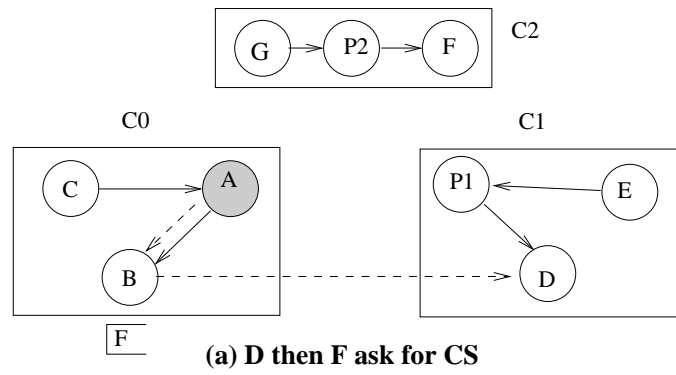 G P2 F C2
C0 C1
C A P1 E
B D
F
(a) D then F ask for CS